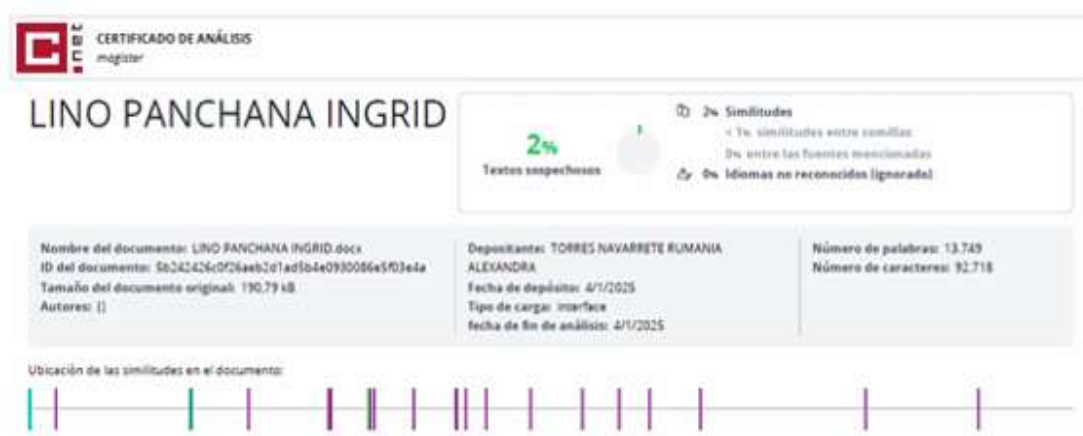 CERTIFICADO DE ANÁLISIS
magister
LINO PANCHANA INGRID
2%
Textos sospechosos
2% Similitudes
< 1% similitudes entre comillas
0% entre las fuentes mencionadas
0% Idiomas no reconocidos (ignorado)
Nombre del documento: LINO PANCHANA INGRID.docx
ID del documento:
Tamaño del documento original: 190,79 kB
Autores: []
Depositante: TORRES NAVARRETE RUMANIA
ALEXANDRA
Fecha de depósito: 4/1/2025
Tipo de carga: interface
fecha de fin de análisis: 4/1/2025
Número de palabras: 13.749
Número de caracteres: 92.718
Ubicación de las similitudes en el documento: